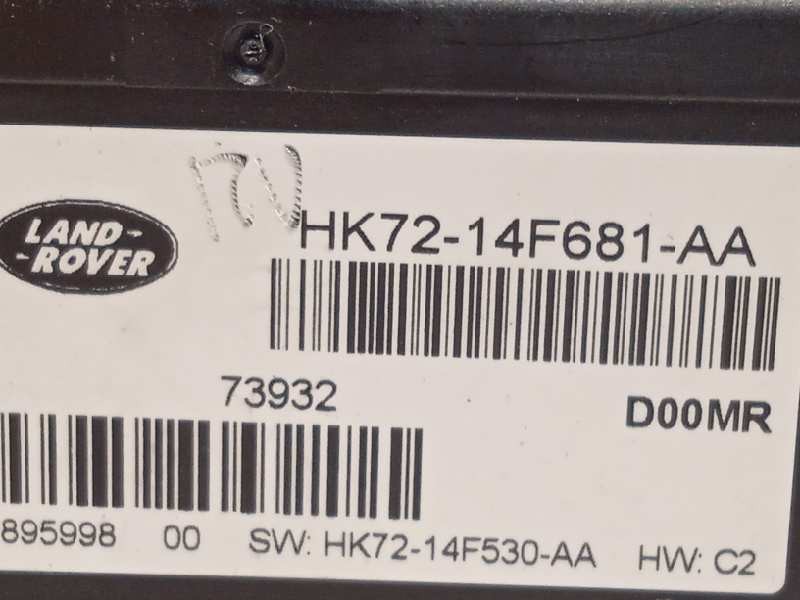 LAND-
-ROVER
HK72-14F681-AA
73932
D00MR
895998 00 SW: HK72-14F530-AA HW: C2